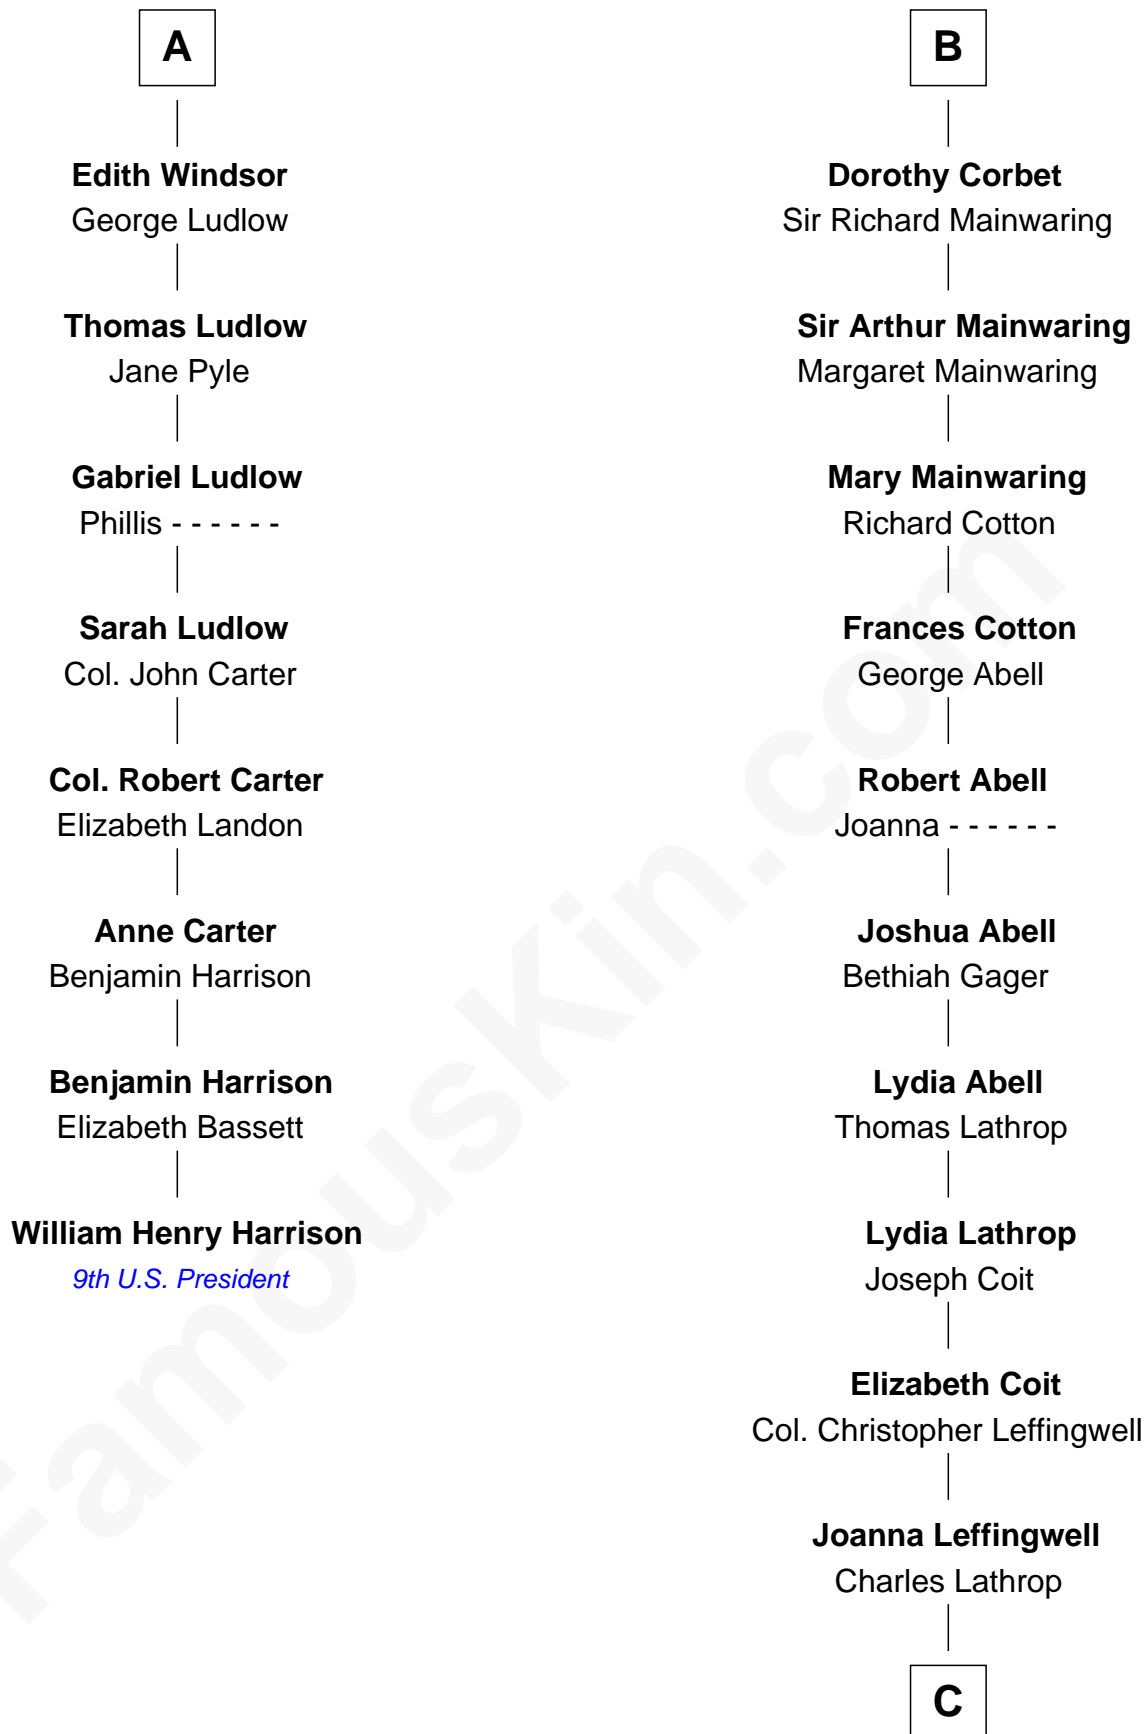 A
Edith Windsor
George Ludlow
Thomas Ludlow
Jane Pyle
Gabriel Ludlow
Phillis - - - - - -
Sarah Ludlow
Col. John Carter
Col. Robert Carter
Elizabeth Landon
Anne Carter
Benjamin Harrison
Benjamin Harrison
Elizabeth Bassett
William Henry Harrison
9th U.S. President
B
Dorothy Corbet
Sir Richard Mainwaring
Sir Arthur Mainwaring
Margaret Mainwaring
Mary Mainwaring
Richard Cotton
Frances Cotton
George Abell
Robert Abell
Joanna - - - - - -
Joshua Abell
Bethiah Gager
Lydia Abell
Thomas Lathrop
Lydia Lathrop
Joseph Coit
Elizabeth Coit
Col. Christopher Leffingwell
Joanna Leffingwell
Charles Lathrop
C
FamousKin.com